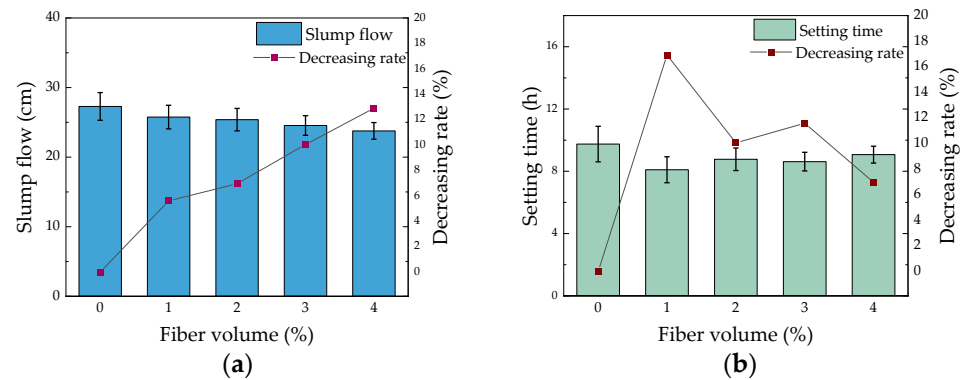 Slump flow
Decreasing rate
Slump flow (cm)
40
30
20
10
0
20
18
16
14
12
10
8
6
4
2
0
Decreasing rate (%)
0 1 2 3 4
Fiber volume (%)
(a)
Setting time
Decreasing rate
Setting time (h)
16
12
8
4
0
20
18
16
14
12
10
8
6
4
2
0
Decreasing rate (%)
0 1 2 3 4
Fiber volume (%)
(b)